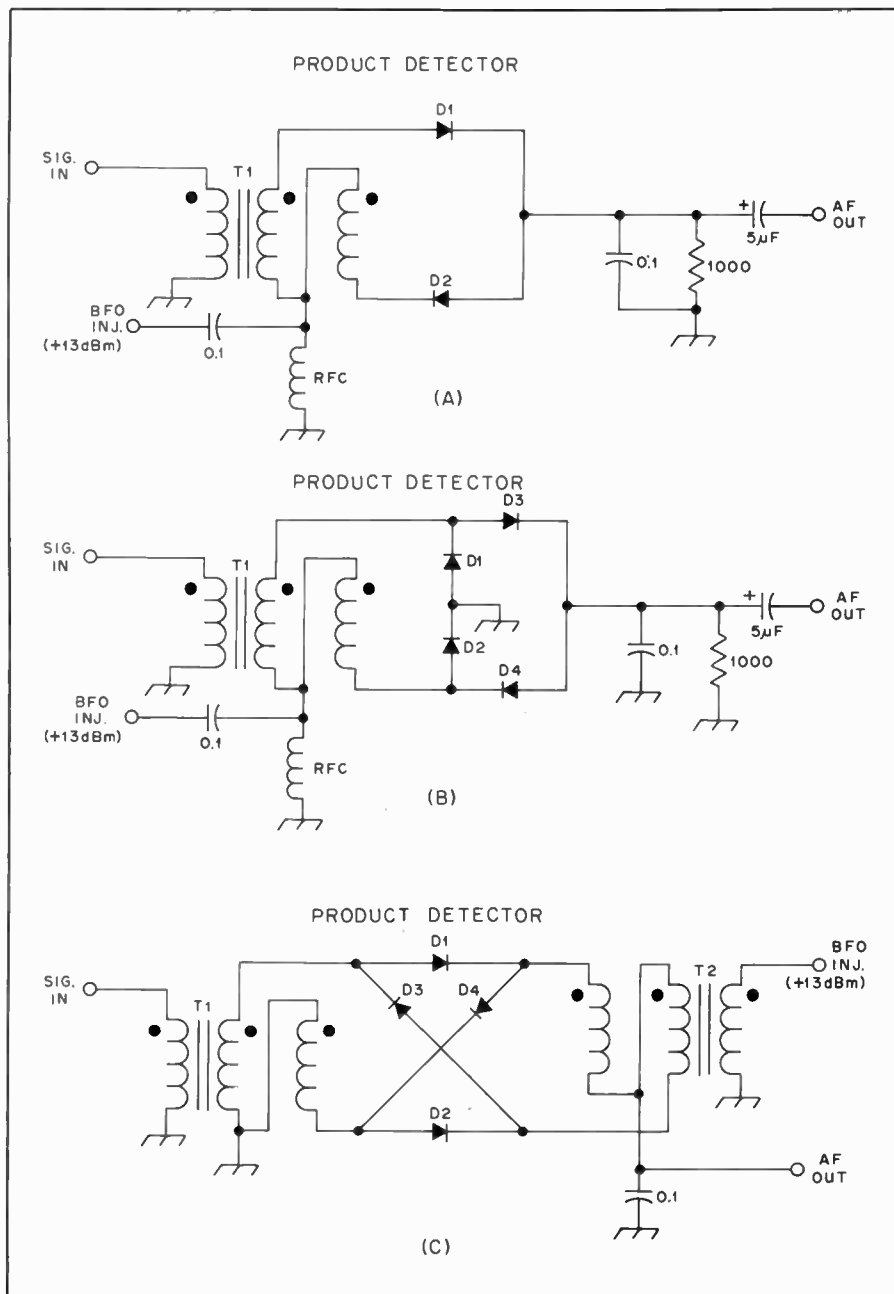 PRODUCT DETECTOR
D1
SIG.
IN
T1
AF
OUT
+
5µF
0.1
1000
D2
BFO
INJ.
(+13dBm)
0.1
RFC
(A)
PRODUCT DETECTOR
D3
SIG.
IN
T1
D1
AF
OUT
+
5µF
D2
0.1
1000
D4
BFO
INJ.
(+13dBm)
0.1
RFC
(B)
PRODUCT DETECTOR
D1
BFO
INJ.
(+13dBm)
T2
SIG.
IN
T1
D3
D4
D2
AF
OUT
0.1
(C)